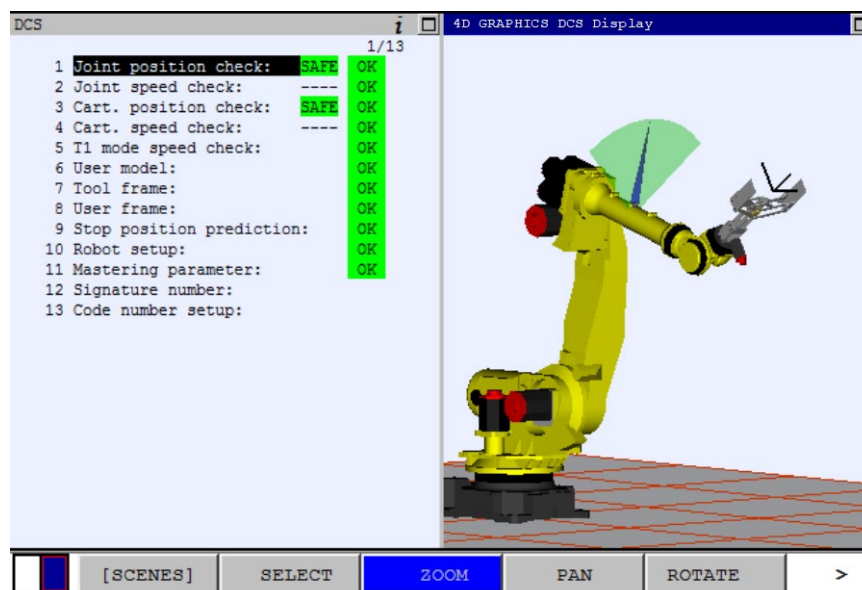 DCS i
1/13
1 Joint position check: SAFE OK
2 Joint speed check: ---- OK
3 Cart. position check: SAFE OK
4 Cart. speed check: ---- OK
5 T1 mode speed check: OK
6 User model: OK
7 Tool frame: OK
8 User frame: OK
9 Stop position prediction: OK
10 Robot setup: OK
11 Mastering parameter: OK
12 Signature number:
13 Code number setup:
4D GRAPHICS DCS Display
[SCENES] SELECT ZOOM PAN ROTATE >